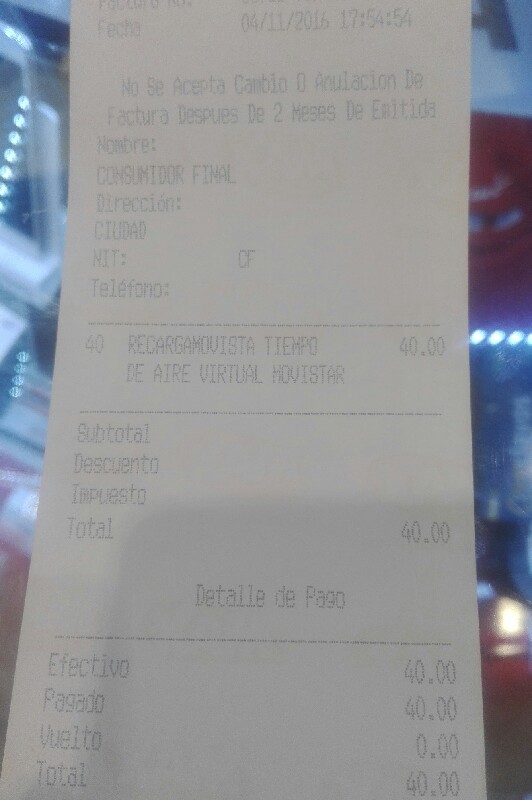 Factura No.
Fecha 04/11/2016 17:54:54
No Se Acepta Cambio O Anulacion De
Factura Despues De 2 Meses De Emitida
Nombre:
CONSUMIDOR FINAL
Dirección:
CIUDAD
NIT: CF
Teléfono:
40 RECARGAMOVISTA TIEMPO 40.00
DE AIRE VIRTUAL MOVISTAR
Subtotal
Descuento
Impuesto
Total 40.00
Detalle de Pago
Efectivo 40.00
Pagado 40.00
Vuelto 0.00
Total 40.00